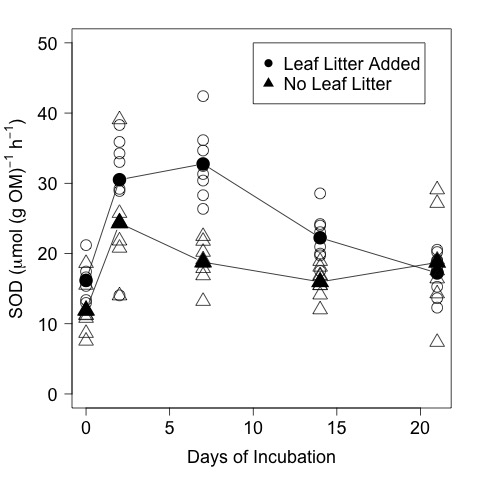 50
40
30
20
10
0
SOD (μmol (g OM)⁻¹ h⁻¹)
Leaf Litter Added
No Leaf Litter
0 5 10 15 20
Days of Incubation